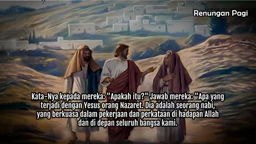 Renungan Pagi
Kata-Nya kepada mereka: "Apakah itu?" Jawab mereka: "Apa yang
terjadi dengan Yesus orang Nazaret. Dia adalah seorang nabi,
yang berkuasa dalam pekerjaan dan perkataan di hadapan Allah
dan di depan seluruh bangsa kami.